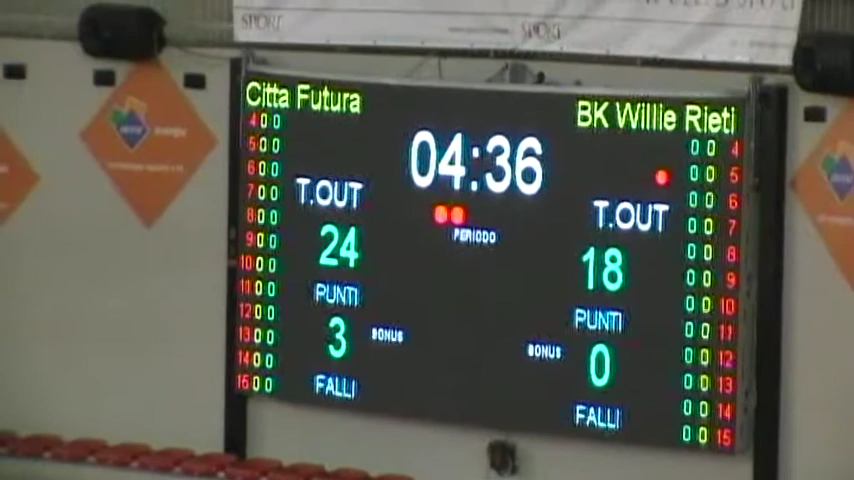 SPORT SPORT
Citta Futura
BK Willie Rieti
04:36
PERIODO
T.OUT
T.OUT
24
PUNTI
18
PUNTI
3
BONUS
FALLI
BONUS
0
FALLI
4 0 0
5 0 0
6 0 0
7 0 0
8 0 0
9 0 0
10 0 0
11 0 0
12 0 0
13 0 0
14 0 0
15 0 0
0 0 4
0 0 5
0 0 6
0 0 7
0 0 8
0 0 9
0 0 10
0 0 11
0 0 12
0 0 13
0 0 14
0 0 15